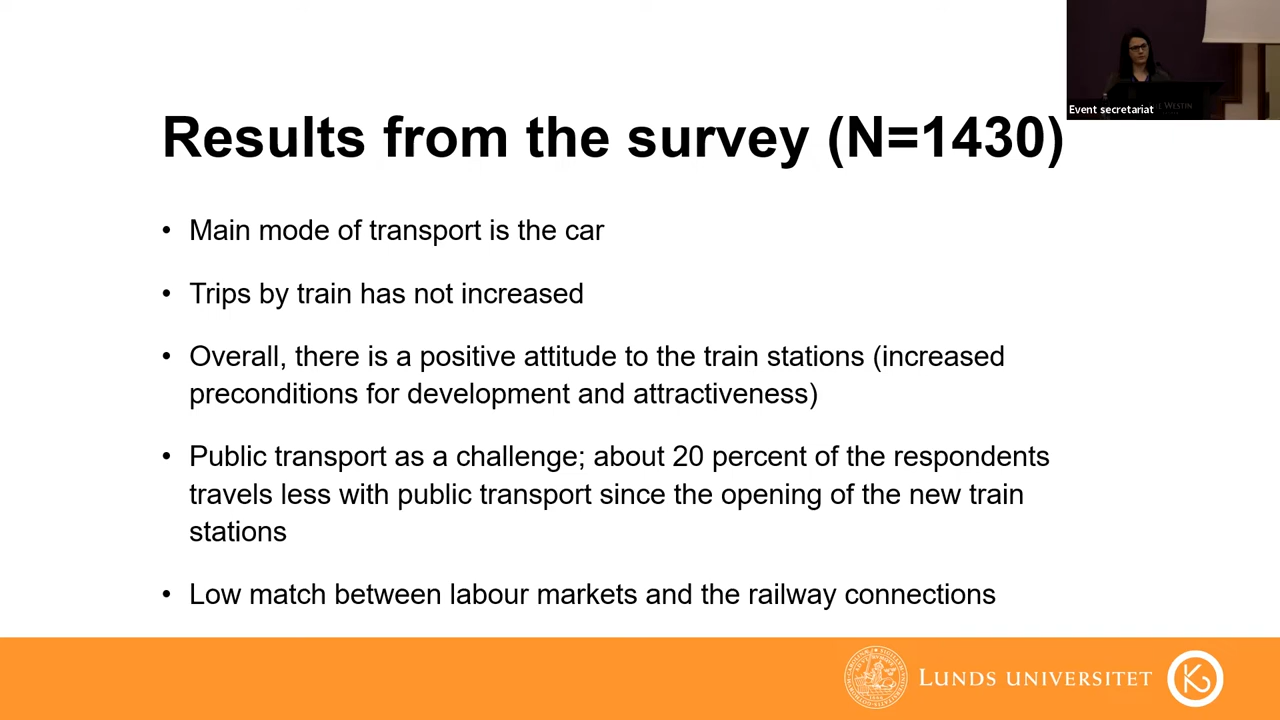 Event secretariat
Results from the survey (N=1430)
• Main mode of transport is the car
• Trips by train has not increased
• Overall, there is a positive attitude to the train stations (increased
preconditions for development and attractiveness)
• Public transport as a challenge; about 20 percent of the respondents
travels less with public transport since the opening of the new train
stations
• Low match between labour markets and the railway connections
LUNDS UNIVERSITET